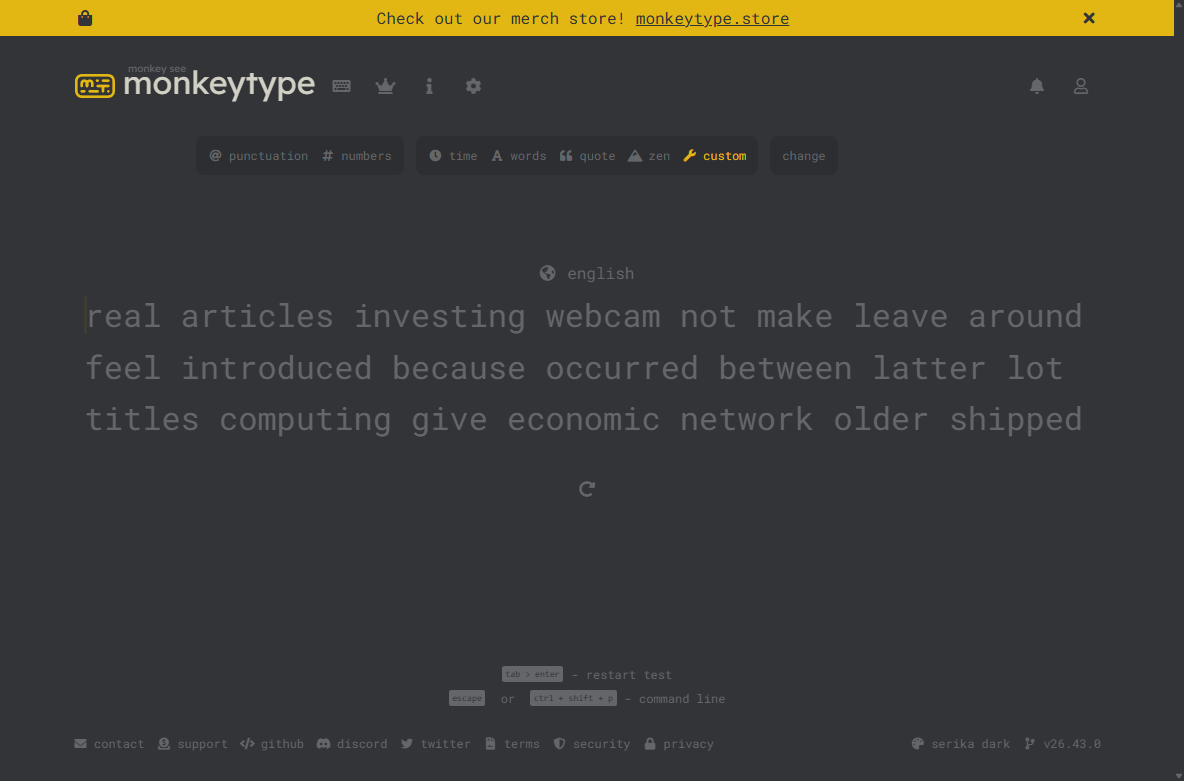 Check out our merch store! monkeytype.store
monkey see
monkeytype
@ punctuation # numbers time A words quote zen custom change
english
real articles investing webcam not make leave around
feel introduced because occurred between latter lot
titles computing give economic network older shipped
tab > enter - restart test
escape or ctrl + shift + p - command line
contact support github discord twitter terms security privacy serika dark v26.43.0